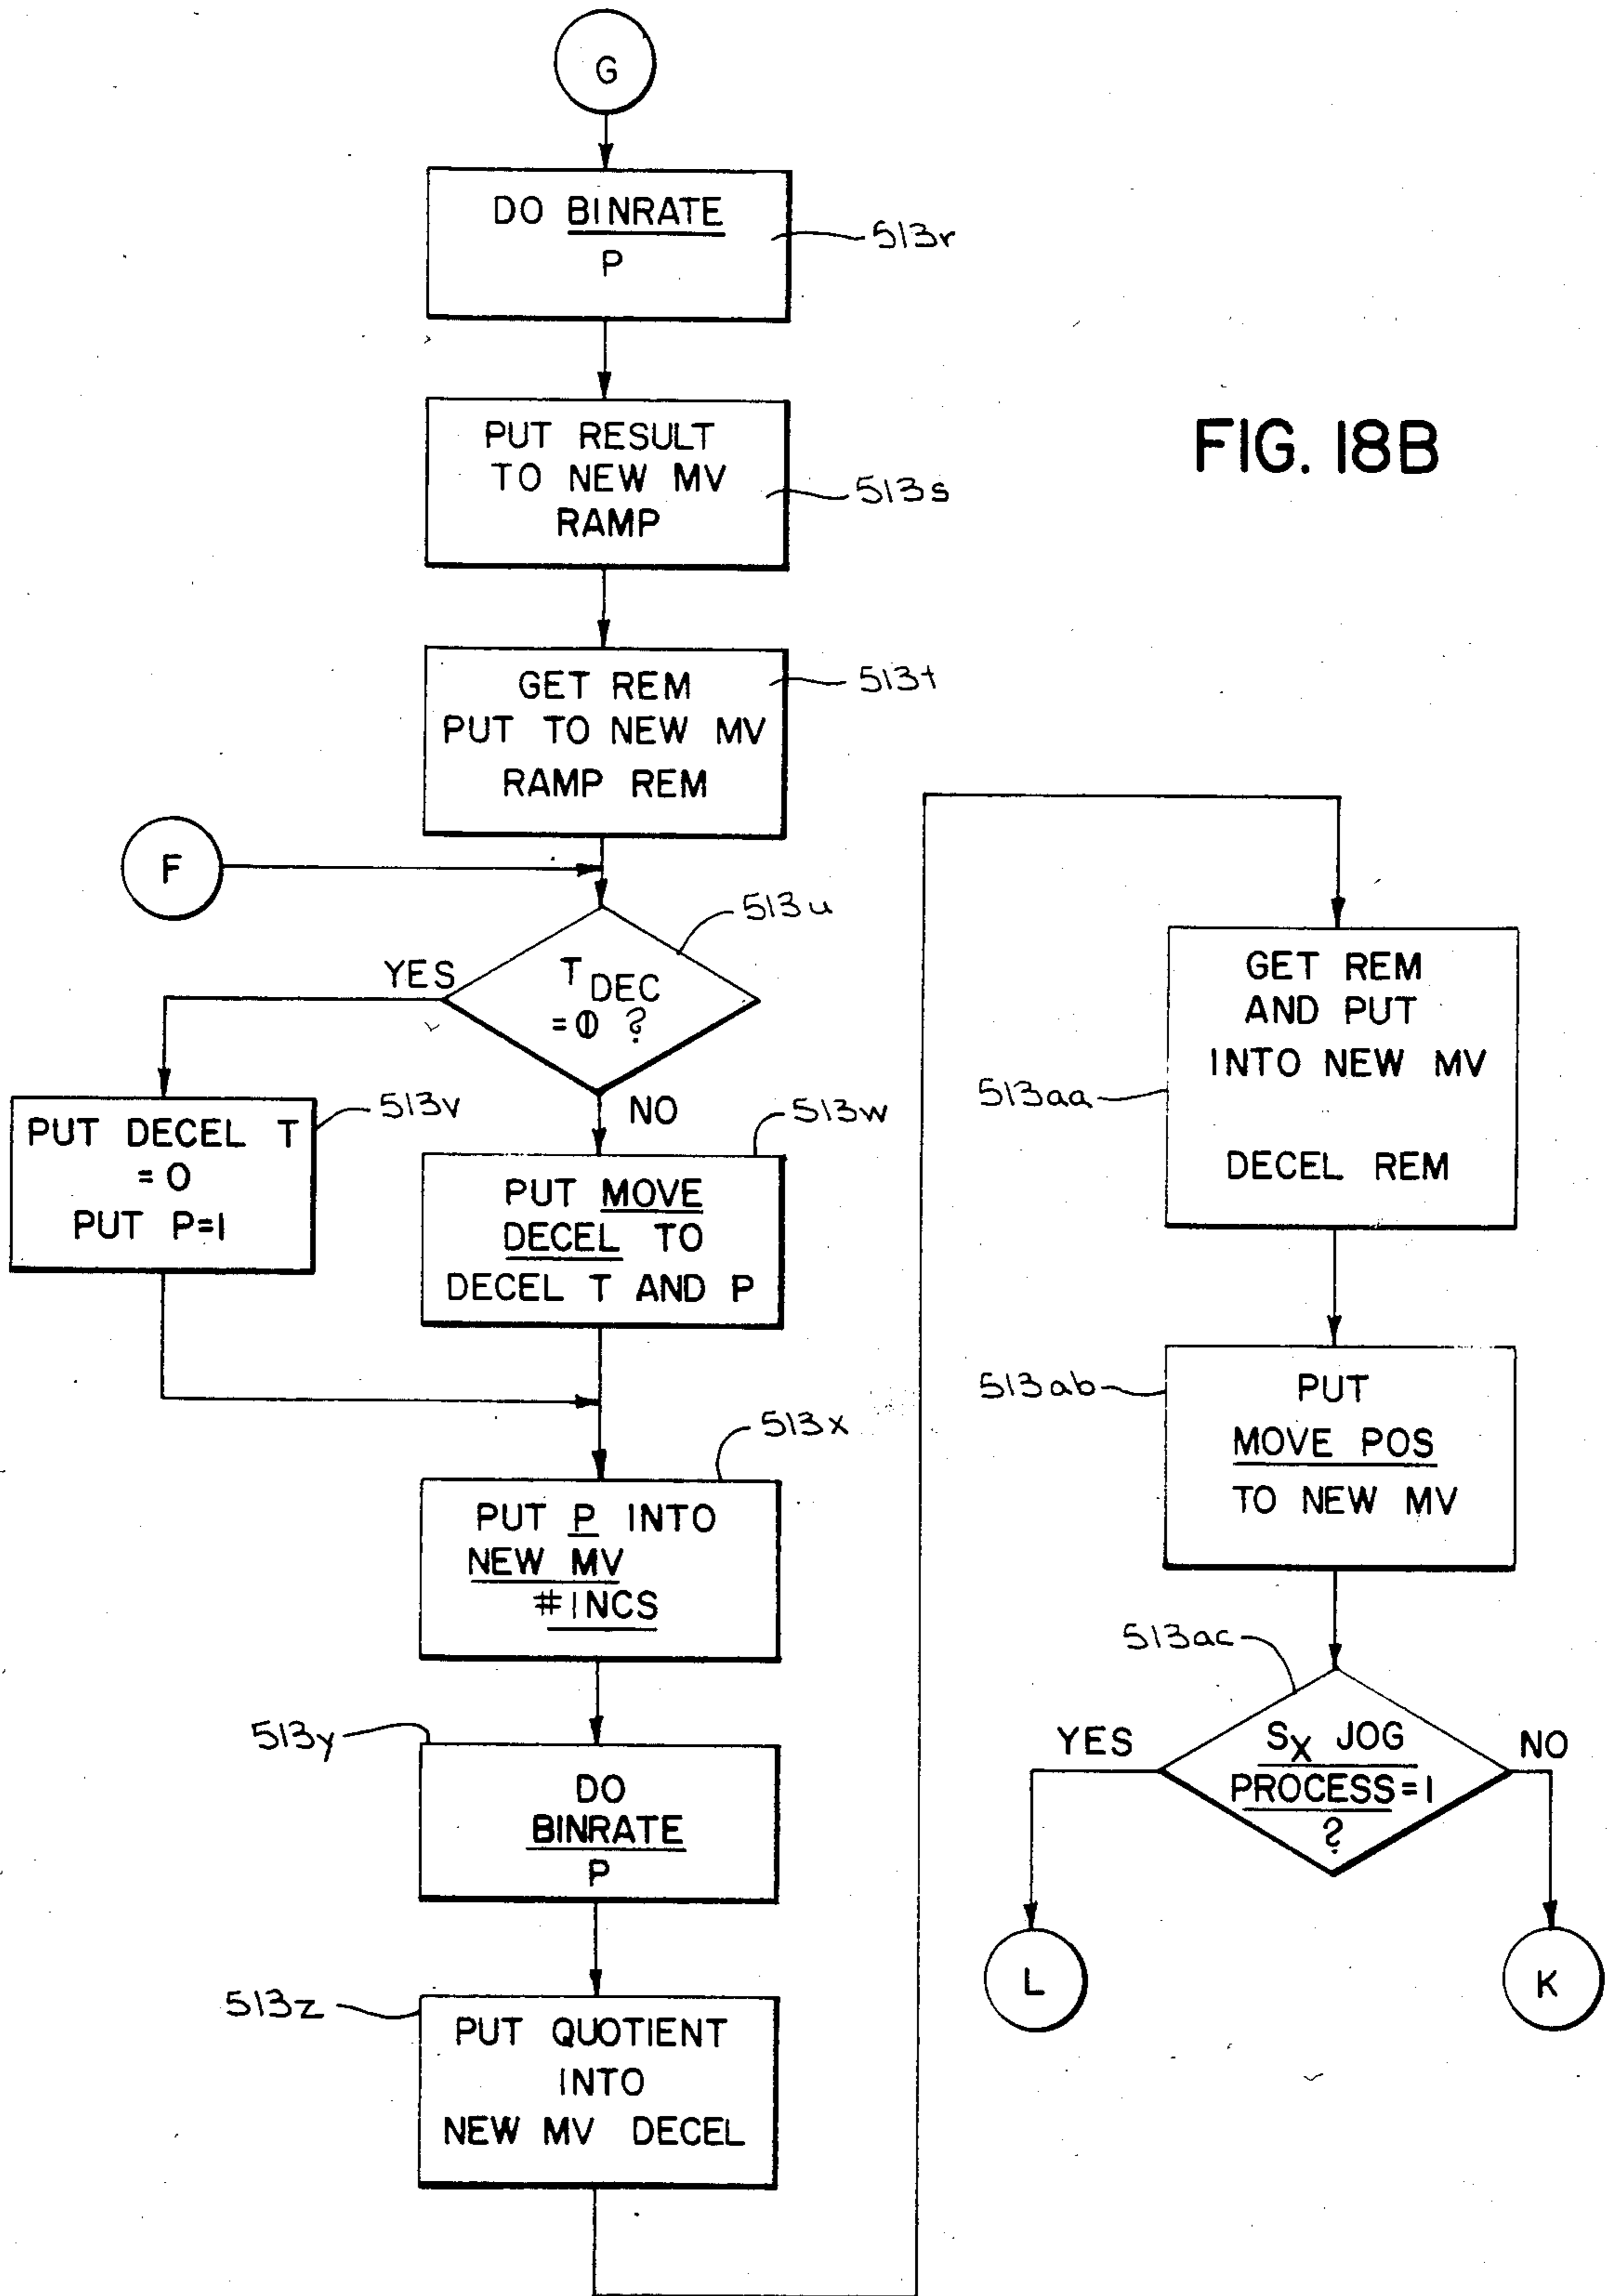 G
DO BINRATE
P
513r
PUT RESULT
TO NEW MV
RAMP
513s
FIG. 18B
GET REM
PUT TO NEW MV
RAMP REM
513t
F
513u
YES
T DEC
=0 ?
NO
PUT DECEL T
= 0
PUT P=1
513v
PUT MOVE
DECEL TO
DECEL T AND P
513w
513x
PUT P INTO
NEW MV
#INCS
513y
DO
BINRATE
P
513z
PUT QUOTIENT
INTO
NEW MV DECEL
GET REM
AND PUT
INTO NEW MV
DECEL REM
513aa
513ab
PUT
MOVE POS
TO NEW MV
513ac
YES
SX JOG
PROCESS=1
?
NO
L
K